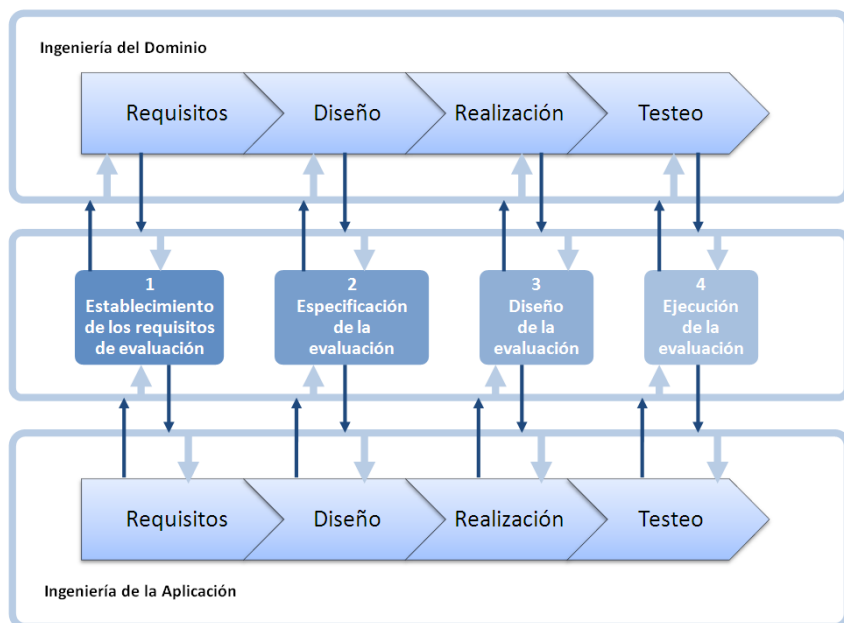 Ingeniería del Dominio
Requisitos
Diseño
Realización
Testeo
1
Establecimiento
de los requisitos
de evaluación
2
Especificación
de la
evaluación
3
Diseño
de la
evaluación
4
Ejecución
de la
evaluación
Requisitos
Diseño
Realización
Testeo
Ingeniería de la Aplicación